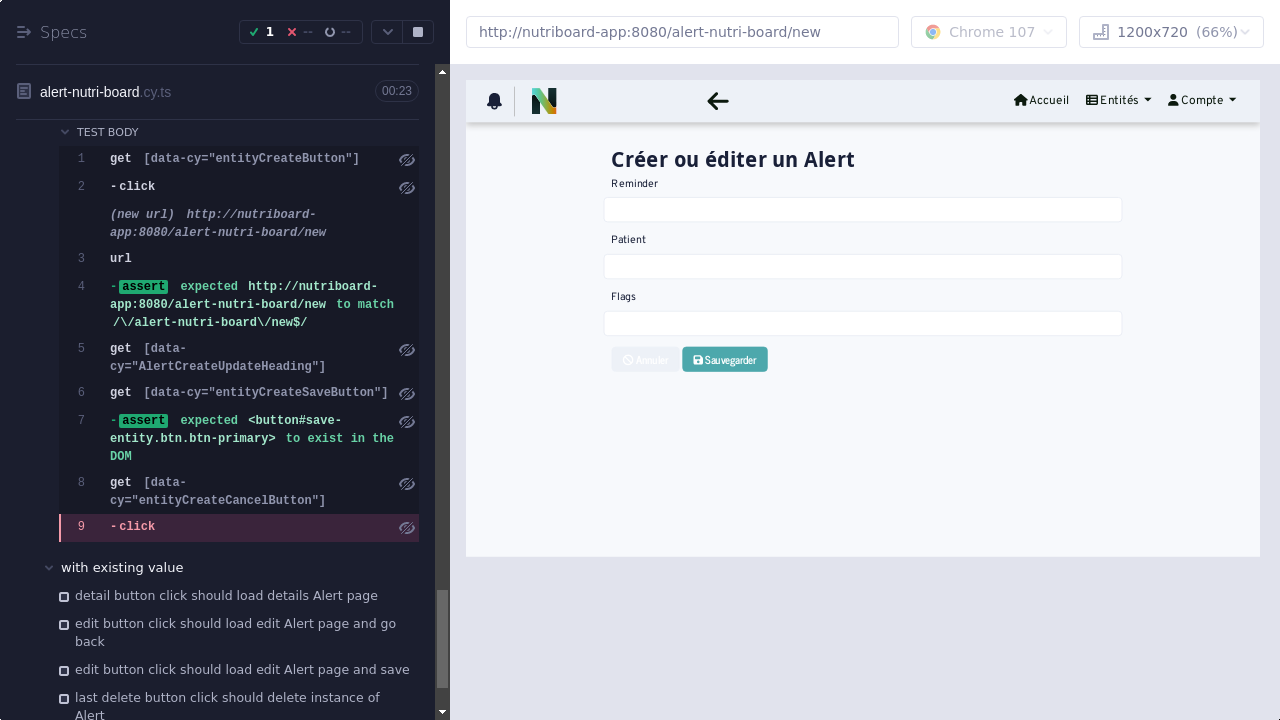 Specs
1
--
--
http://nutriboard-app:8080/alert-nutri-board/new
Chrome 107
1200x720 (66%)
alert-nutri-board.cy.ts
00:23
TEST BODY
1 get [data-cy="entityCreateButton"]
2 -click
(new url) http://nutriboard-
app:8080/alert-nutri-board/new
3 url
4 -assert expected http://nutriboard-
app:8080/alert-nutri-board/new to match
/\/alert-nutri-board\/new$/
5 get [data-
cy="AlertCreateUpdateHeading"]
6 get [data-cy="entityCreateSaveButton"]
7 -assert expected <button#save-
entity.btn.btn-primary> to exist in the
DOM
8 get [data-
cy="entityCreateCancelButton"]
9 -click
with existing value
detail button click should load details Alert page
edit button click should load edit Alert page and go
back
edit button click should load edit Alert page and save
last delete button click should delete instance of
Alert
N
Accueil
Entités
Compte
Créer ou éditer un Alert
Reminder
Patient
Flags
Annuler
Sauvegarder